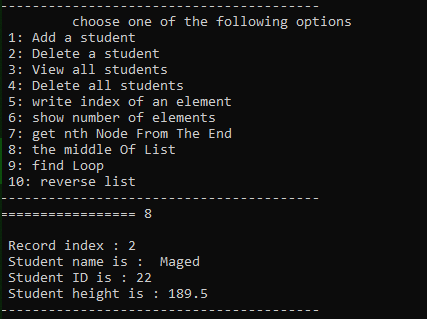 ----------------------------------------
choose one of the following options
1: Add a student
2: Delete a student
3: View all students
4: Delete all students
5: write index of an element
6: show number of elements
7: get nth Node From The End
8: the middle Of List
9: find Loop
10: reverse list
----------------------------------------
================= 8
Record index : 2
Student name is :  Maged
Student ID is : 22
Student height is : 189.5
----------------------------------------